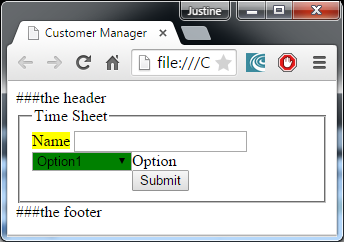 Justine
Customer Manager
file:///C
###the header
Time Sheet
Name
Option1 Option
Submit
###the footer